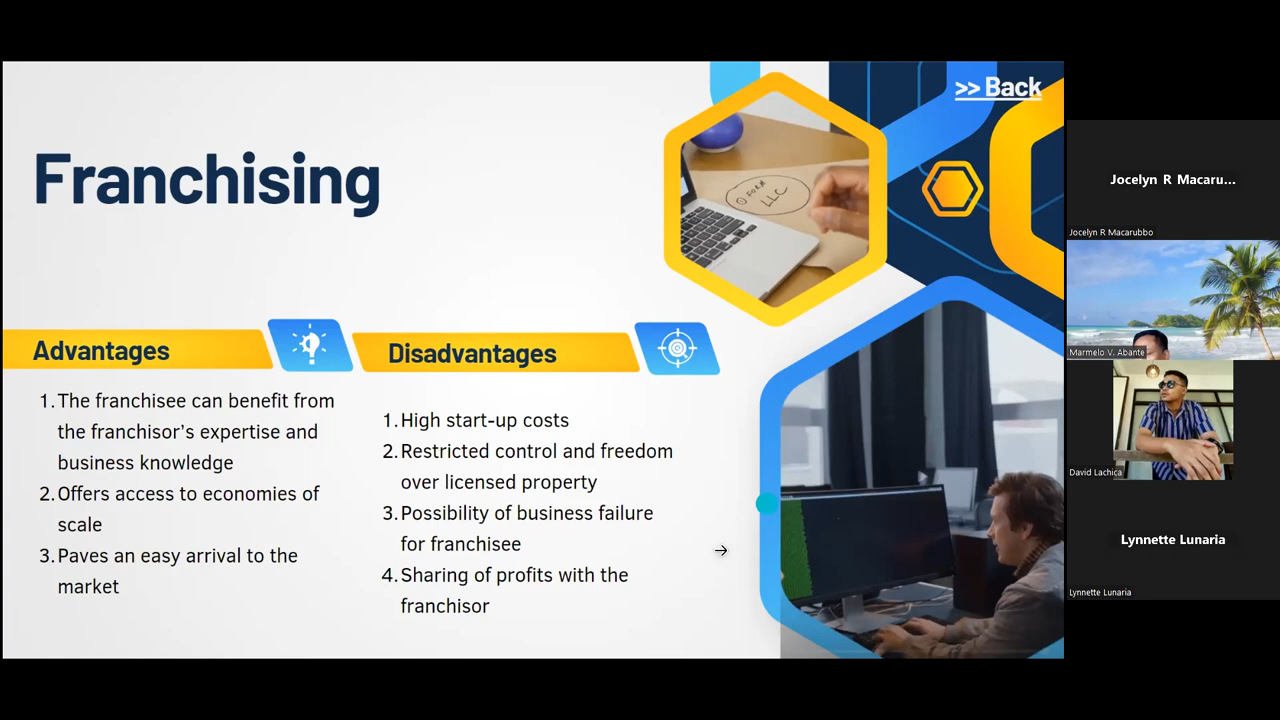 >> Back
Franchising
FORM
LLC
Advantages
1. The franchisee can benefit from
the franchisor's expertise and
business knowledge
2. Offers access to economies of
scale
3. Paves an easy arrival to the
market
Disadvantages
1. High start-up costs
2. Restricted control and freedom
over licensed property
3. Possibility of business failure
for franchisee
4. Sharing of profits with the
franchisor
Jocelyn R Macaru...
Jocelyn R Macarubbo
Marmelo V. Abante
David Lachica
Lynnette Lunaria
Lynnette Lunaria